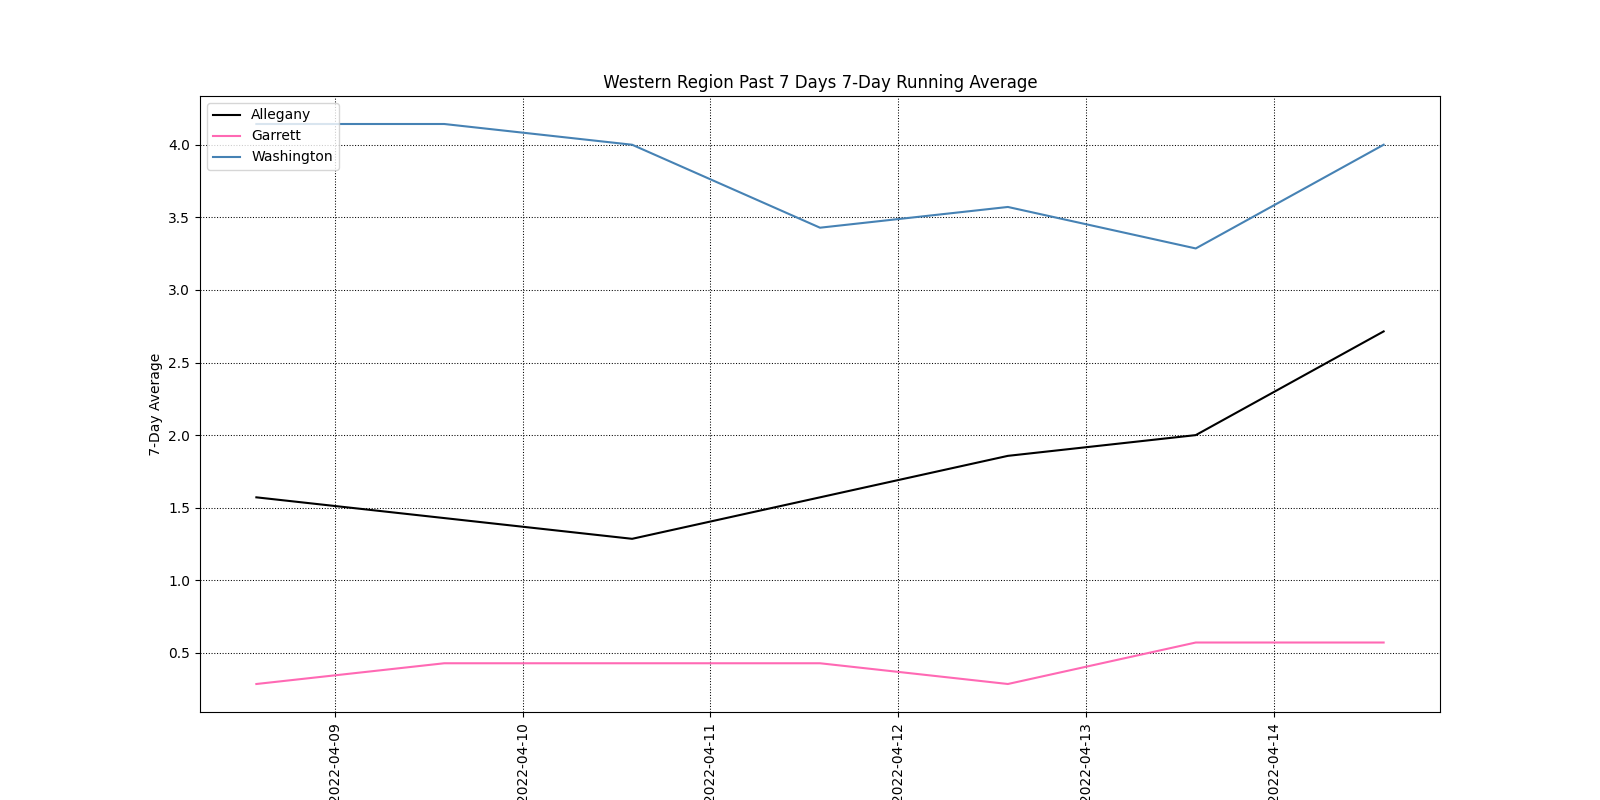 Western Region Past 7 Days 7-Day Running Average
Allegany
Garrett
Washington
4.0
3.5
3.0
2.5
2.0
1.5
1.0
0.5
7-Day Average
2022-04-09
2022-04-10
2022-04-11
2022-04-12
2022-04-13
2022-04-14